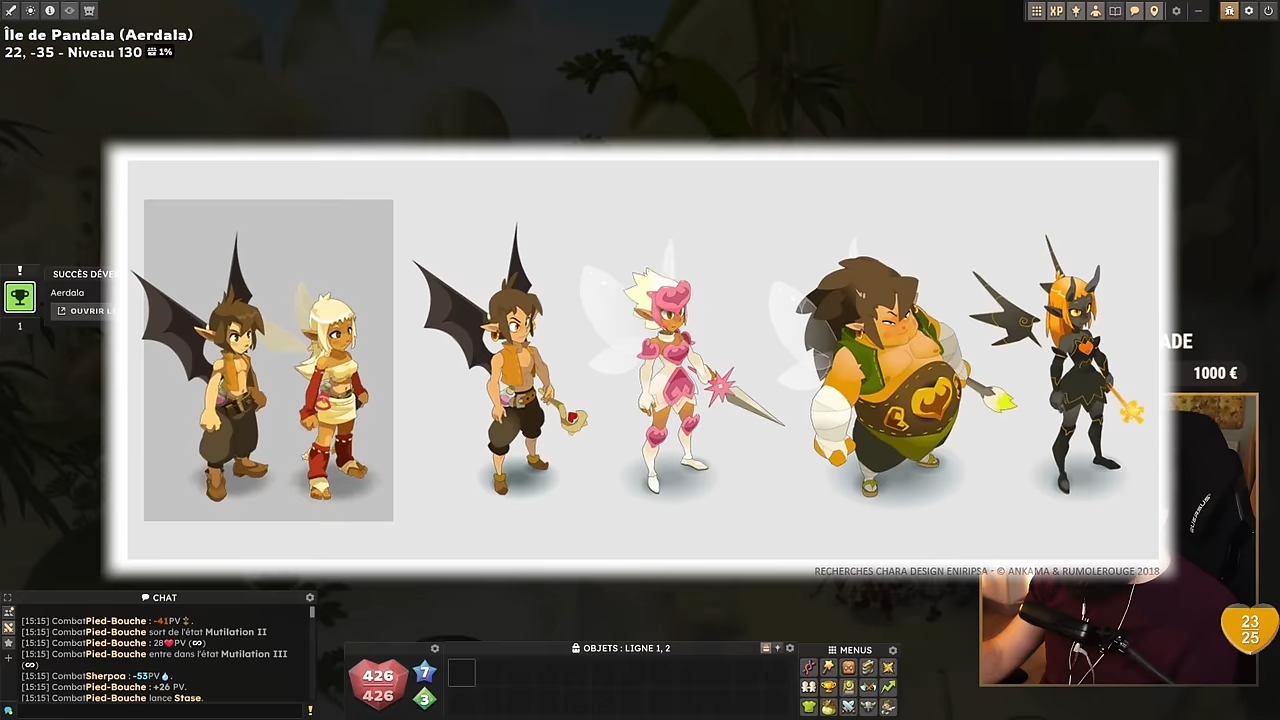 Île de Pandala (Aerdala)
22, -35 - Niveau 130
1%
XP
SUCCÈS DÉVE
Aerdala
OUVRIR L
1
ADE
1000 €
RECHERCHES CHARA DESIGN ENIRIPSA - © ANKAMA & RUMOLEROUGE 2018
CHAT
[15:15] CombatPied-Bouche : -41PV
[15:15] CombatPied-Bouche sort de l'état Mutilation II
[15:15] CombatPied-Bouche : 28PV (∞)
[15:15] CombatPied-Bouche entre dans l'état Mutilation III
(∞)
[15:15] CombatSherpoa : -53PV
[15:15] CombatPied-Bouche : +26 PV.
[15:15] CombatPied-Bouche lance Stase.
426
426
7
3
OBJETS : LIGNE 1, 2
MENUS
23
25